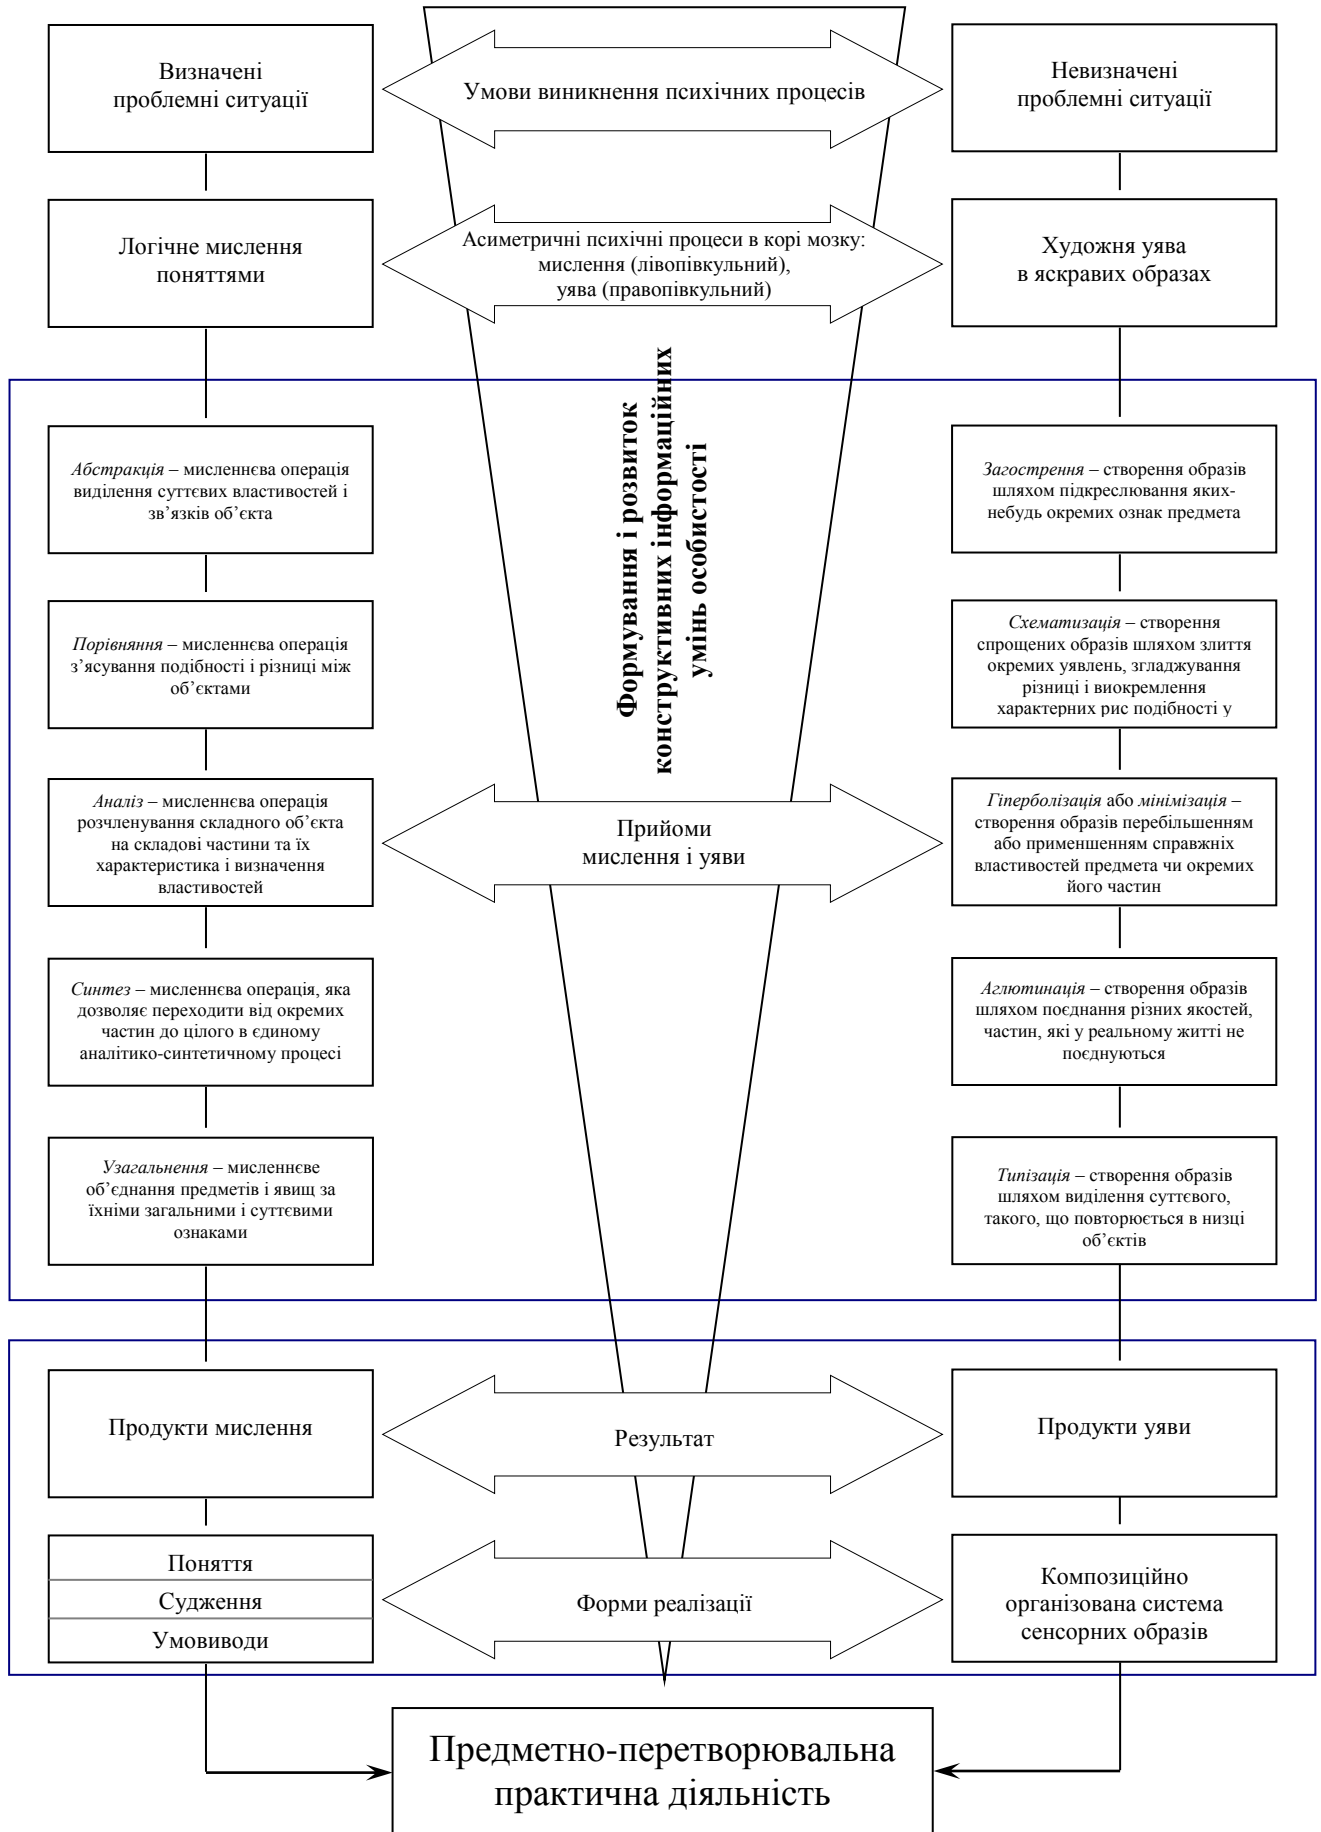 Визначені
проблемні ситуації
Умови виникнення психічних процесів
Невизначені
проблемні ситуації
Логічне мислення
поняттями
Асиметричні психічні процеси в корі мозку:
мислення (лівопівкульний),
уява (правопівкульний)
Художня уява
в яскравих образах
Формування і розвиток
конструктивних інформаційних
умінь особистості
Абстракція – мисленнєва операція
виділення суттєвих властивостей і
зв’язків об’єкта
Загострення – створення образів
шляхом підкреслювання яких-
небудь окремих ознак предмета
Порівняння – мисленнєва операція
з’ясування подібності і різниці між
об’єктами
Схематизація – створення
спрощених образів шляхом злиття
окремих уявлень, згладжування
різниці і виокремлення
характерних рис подібності у
Аналіз – мисленнєва операція
розчленування складного об’єкта
на складові частини та їх
характеристика і визначення
властивостей
Прийоми
мислення і уяви
Гіперболізація або мінімізація –
створення образів перебільшенням
або применшенням справжніх
властивостей предмета чи окремих
його частин
Синтез – мисленнєва операція, яка
дозволяє переходити від окремих
частин до цілого в єдиному
аналітико-синтетичному процесі
Аглютинація – створення образів
шляхом поєднання різних якостей,
частин, які у реальному житті не
поєднуються
Узагальнення – мисленнєве
об’єднання предметів і явищ за
їхніми загальними і суттєвими
ознаками
Типізація – створення образів
шляхом виділення суттєвого,
такого, що повторюється в низці
об’єктів
Продукти мислення
Результат
Продукти уяви
Поняття
Судження
Умовиводи
Форми реалізації
Композиційно
організована система
сенсорних образів
Предметно-перетворювальна
практична діяльність